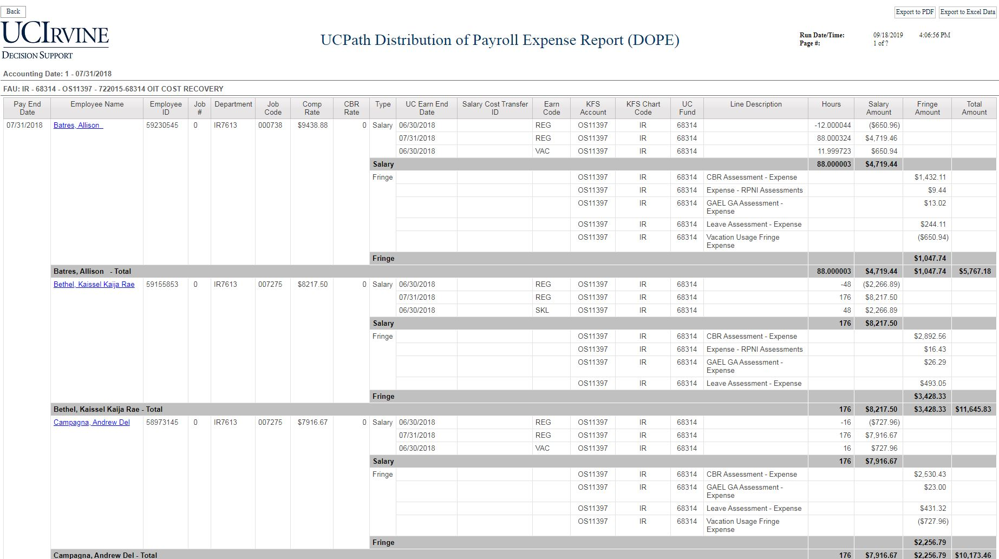 Back
Export to PDF Export to Excel Data
UCIRVINE
DECISION SUPPORT
UCPath Distribution of Payroll Expense Report (DOPE)
Run Date/Time: 09/18/2019 4:06:56 PM
Page #: 1 of ?
Accounting Date: 1 - 07/31/2018
FAU: IR - 68314 - OS11397 - 722015-68314 OIT COST RECOVERY
Pay End Date Employee Name Employee ID Job # Department Job Code Comp Rate CBR Rate Type UC Earn End Date Salary Cost Transfer ID Earn Code KFS Account KFS Chart Code UC Fund Line Description Hours Salary Amount Fringe Amount Total Amount
07/31/2018 Batres, Allison 59230545 0 IR7613 000738 $9438.88 0 Salary 06/30/2018 REG OS11397 IR 68314 -12.000044 ($650.96)
07/31/2018 REG OS11397 IR 68314 88.000324 $4,719.46
06/30/2018 VAC OS11397 IR 68314 11.999723 $650.94
Salary 88.000003 $4,719.44
Fringe OS11397 IR 68314 CBR Assessment - Expense $1,432.11
OS11397 IR 68314 Expense - RPNI Assessments $9.44
OS11397 IR 68314 GAEL GA Assessment - Expense $13.02
OS11397 IR 68314 Leave Assessment - Expense $244.11
OS11397 IR 68314 Vacation Usage Fringe Expense ($650.94)
Fringe $1,047.74
Batres, Allison - Total 88.000003 $4,719.44 $1,047.74 $5,767.18
Bethel, Kaissel Kaija Rae 59155853 0 IR7613 007275 $8217.50 0 Salary 06/30/2018 REG OS11397 IR 68314 -48 ($2,266.89)
07/31/2018 REG OS11397 IR 68314 176 $8,217.50
06/30/2018 SKL OS11397 IR 68314 48 $2,266.89
Salary 176 $8,217.50
Fringe OS11397 IR 68314 CBR Assessment - Expense $2,892.56
OS11397 IR 68314 Expense - RPNI Assessments $16.43
OS11397 IR 68314 GAEL GA Assessment - Expense $26.29
OS11397 IR 68314 Leave Assessment - Expense $493.05
Fringe $3,428.33
Bethel, Kaissel Kaija Rae - Total 176 $8,217.50 $3,428.33 $11,645.83
Campagna, Andrew Del 58973145 0 IR7613 007275 $7916.67 0 Salary 06/30/2018 REG OS11397 IR 68314 -16 ($727.96)
07/31/2018 REG OS11397 IR 68314 176 $7,916.67
06/30/2018 VAC OS11397 IR 68314 16 $727.96
Salary 176 $7,916.67
Fringe OS11397 IR 68314 CBR Assessment - Expense $2,530.43
OS11397 IR 68314 GAEL GA Assessment - Expense $23.00
OS11397 IR 68314 Leave Assessment - Expense $431.32
OS11397 IR 68314 Vacation Usage Fringe Expense ($727.96)
Fringe $2,256.79
Campagna, Andrew Del - Total 176 $7,916.67 $2,256.79 $10,173.46